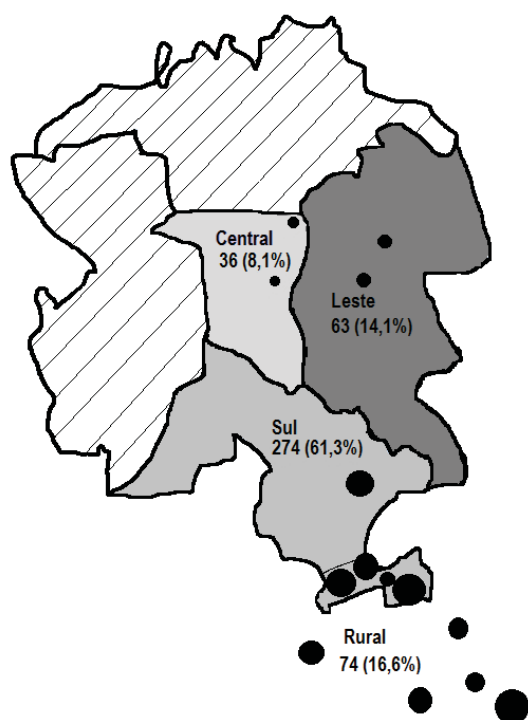 Central
36 (8,1%)
Leste
63 (14,1%)
Sul
274 (61,3%)
Rural
74 (16,6%)